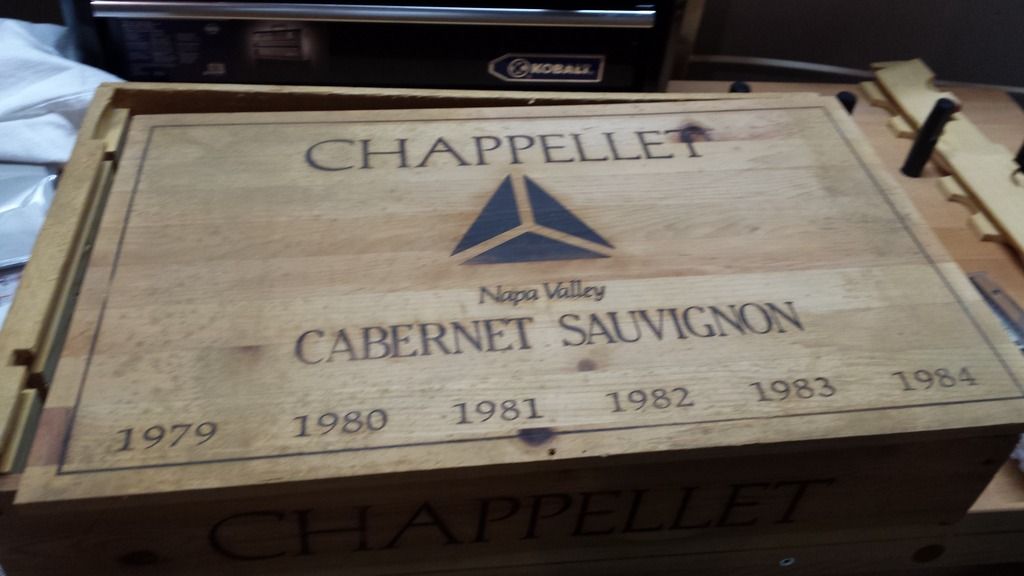 KOBALT
CHAPPELLET
Napa Valley
CABERNET SAUVIGNON
1979 1980 1981 1982 1983 1984
CHAPPELLET